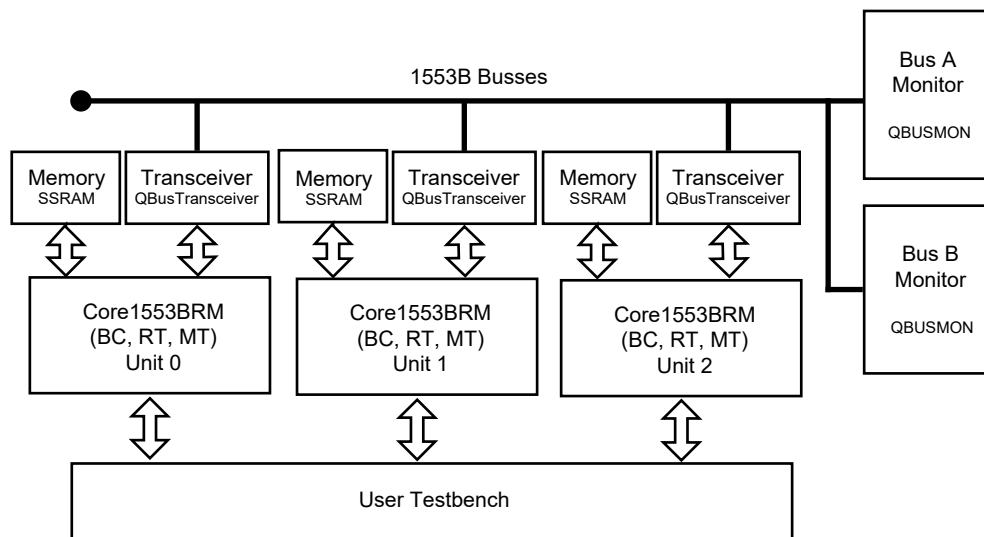 1553B Busses
Bus A
Monitor
QBUSMON
Memory
SSRAM
Transceiver
QBusTransceiver
Memory
SSRAM
Transceiver
QBusTransceiver
Memory
SSRAM
Transceiver
QBusTransceiver
Bus B
Monitor
QBUSMON
Core1553BRM
(BC, RT, MT)
Unit 0
Core1553BRM
(BC, RT, MT)
Unit 1
Core1553BRM
(BC, RT, MT)
Unit 2
User Testbench